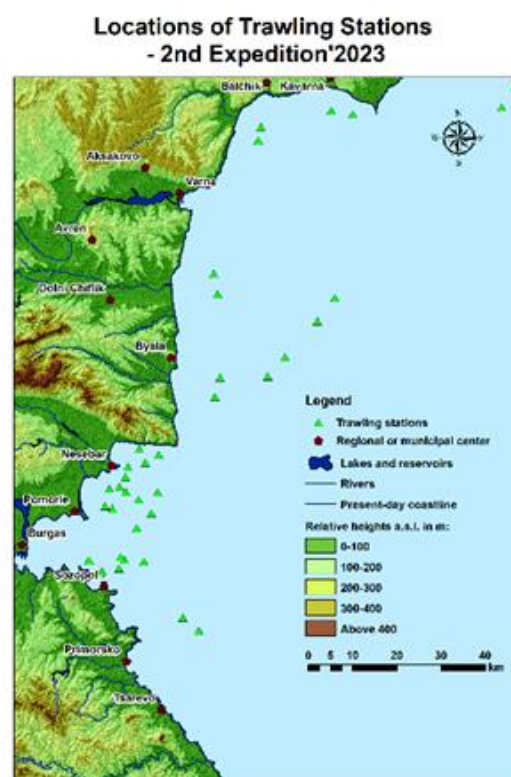 Locations of Trawling Stations
- 2nd Expedition'2023
Balchik
Kavarna
Aksakovo
Varna
Avren
Dolni Chiflik
Byala
Legend
Trawling stations
Regional or municipal center
Nesebar
Lakes and reservoirs
Rivers
Pomorie
Present-day coastline
Relative heights a.s.l. in m:
Burgas
0-100
100-200
Sozopol
200-300
300-400
Above 400
Primorsko
0 5 10 20 30 40
km
Tsarevo